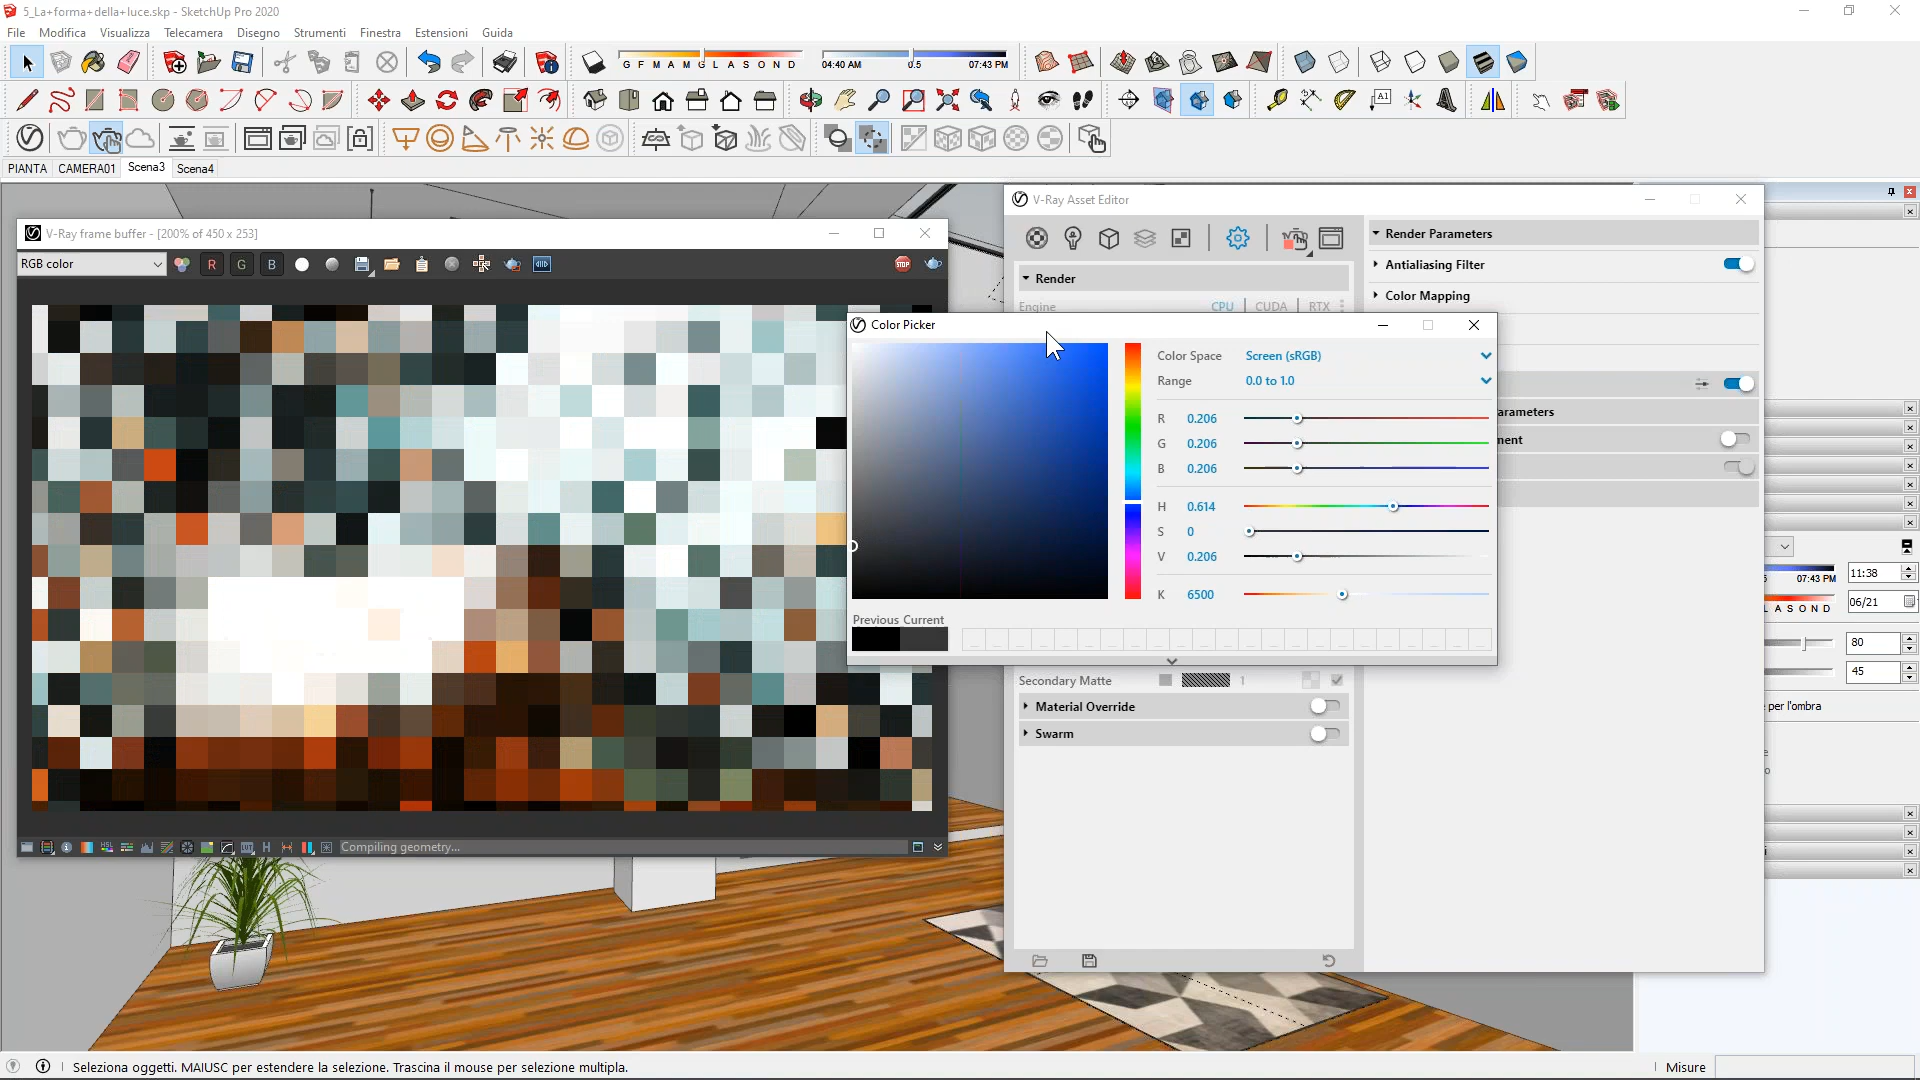 5_La+forma+della+luce.skp - SketchUp Pro 2020
File Modifica Visualizza Telecamera Disegno Strumenti Finestra Estensioni Guida
G F M A M G L A S O N D
04:40 AM 07:43 PM
PIANTA CAMERA01 Scena3 Scena4
V-Ray frame buffer - [200% of 450 x 253]
RGB color
R G B
STOP
V-Ray Asset Editor
Render Parameters
Antialiasing Filter
Render
Color Mapping
Engine CPU CUDA RTX
Color Picker
Color Space Screen (sRGB)
Range 0.0 to 1.0
arameters
R 0.206
G 0.206
ment
B 0.206
H 0.614
S 0
V 0.206
K 6500
Previous Current
07:43 PM 11:38
L A S O N D 06/21
80
45
Secondary Matte 1
Material Override
per l'ombra
Swarm
Compiling geometry...
Seleziona oggetti. MAIUSC per estendere la selezione. Trascina il mouse per selezione multipla.
Misure